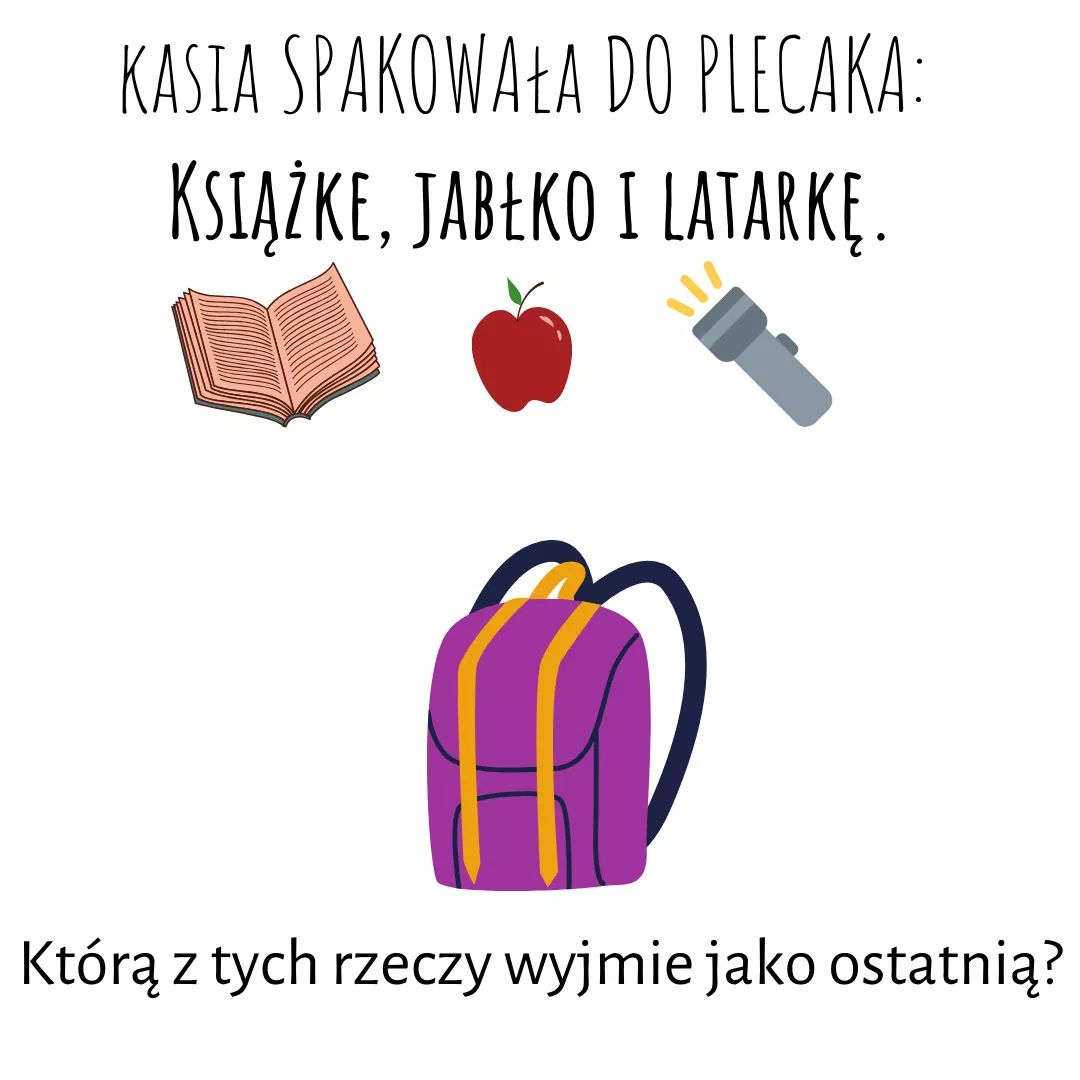 KASIA SPAKOWAŁA DO PLECAKA:
KSIĄŻKE, JABŁKO I LATARKĘ.
Którą z tych rzeczy wyjmie jako ostatnią?